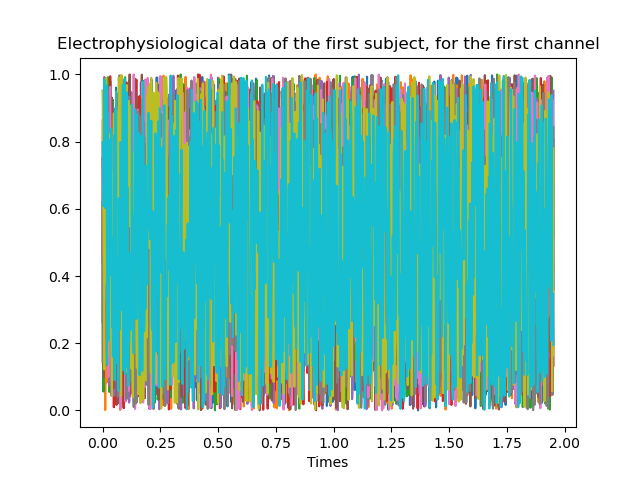 Electrophysiological data of the first subject, for the first channel
1.0
0.8
0.6
0.4
0.2
0.0
0.00 0.25 0.50 0.75 1.00 1.25 1.50 1.75 2.00
Times